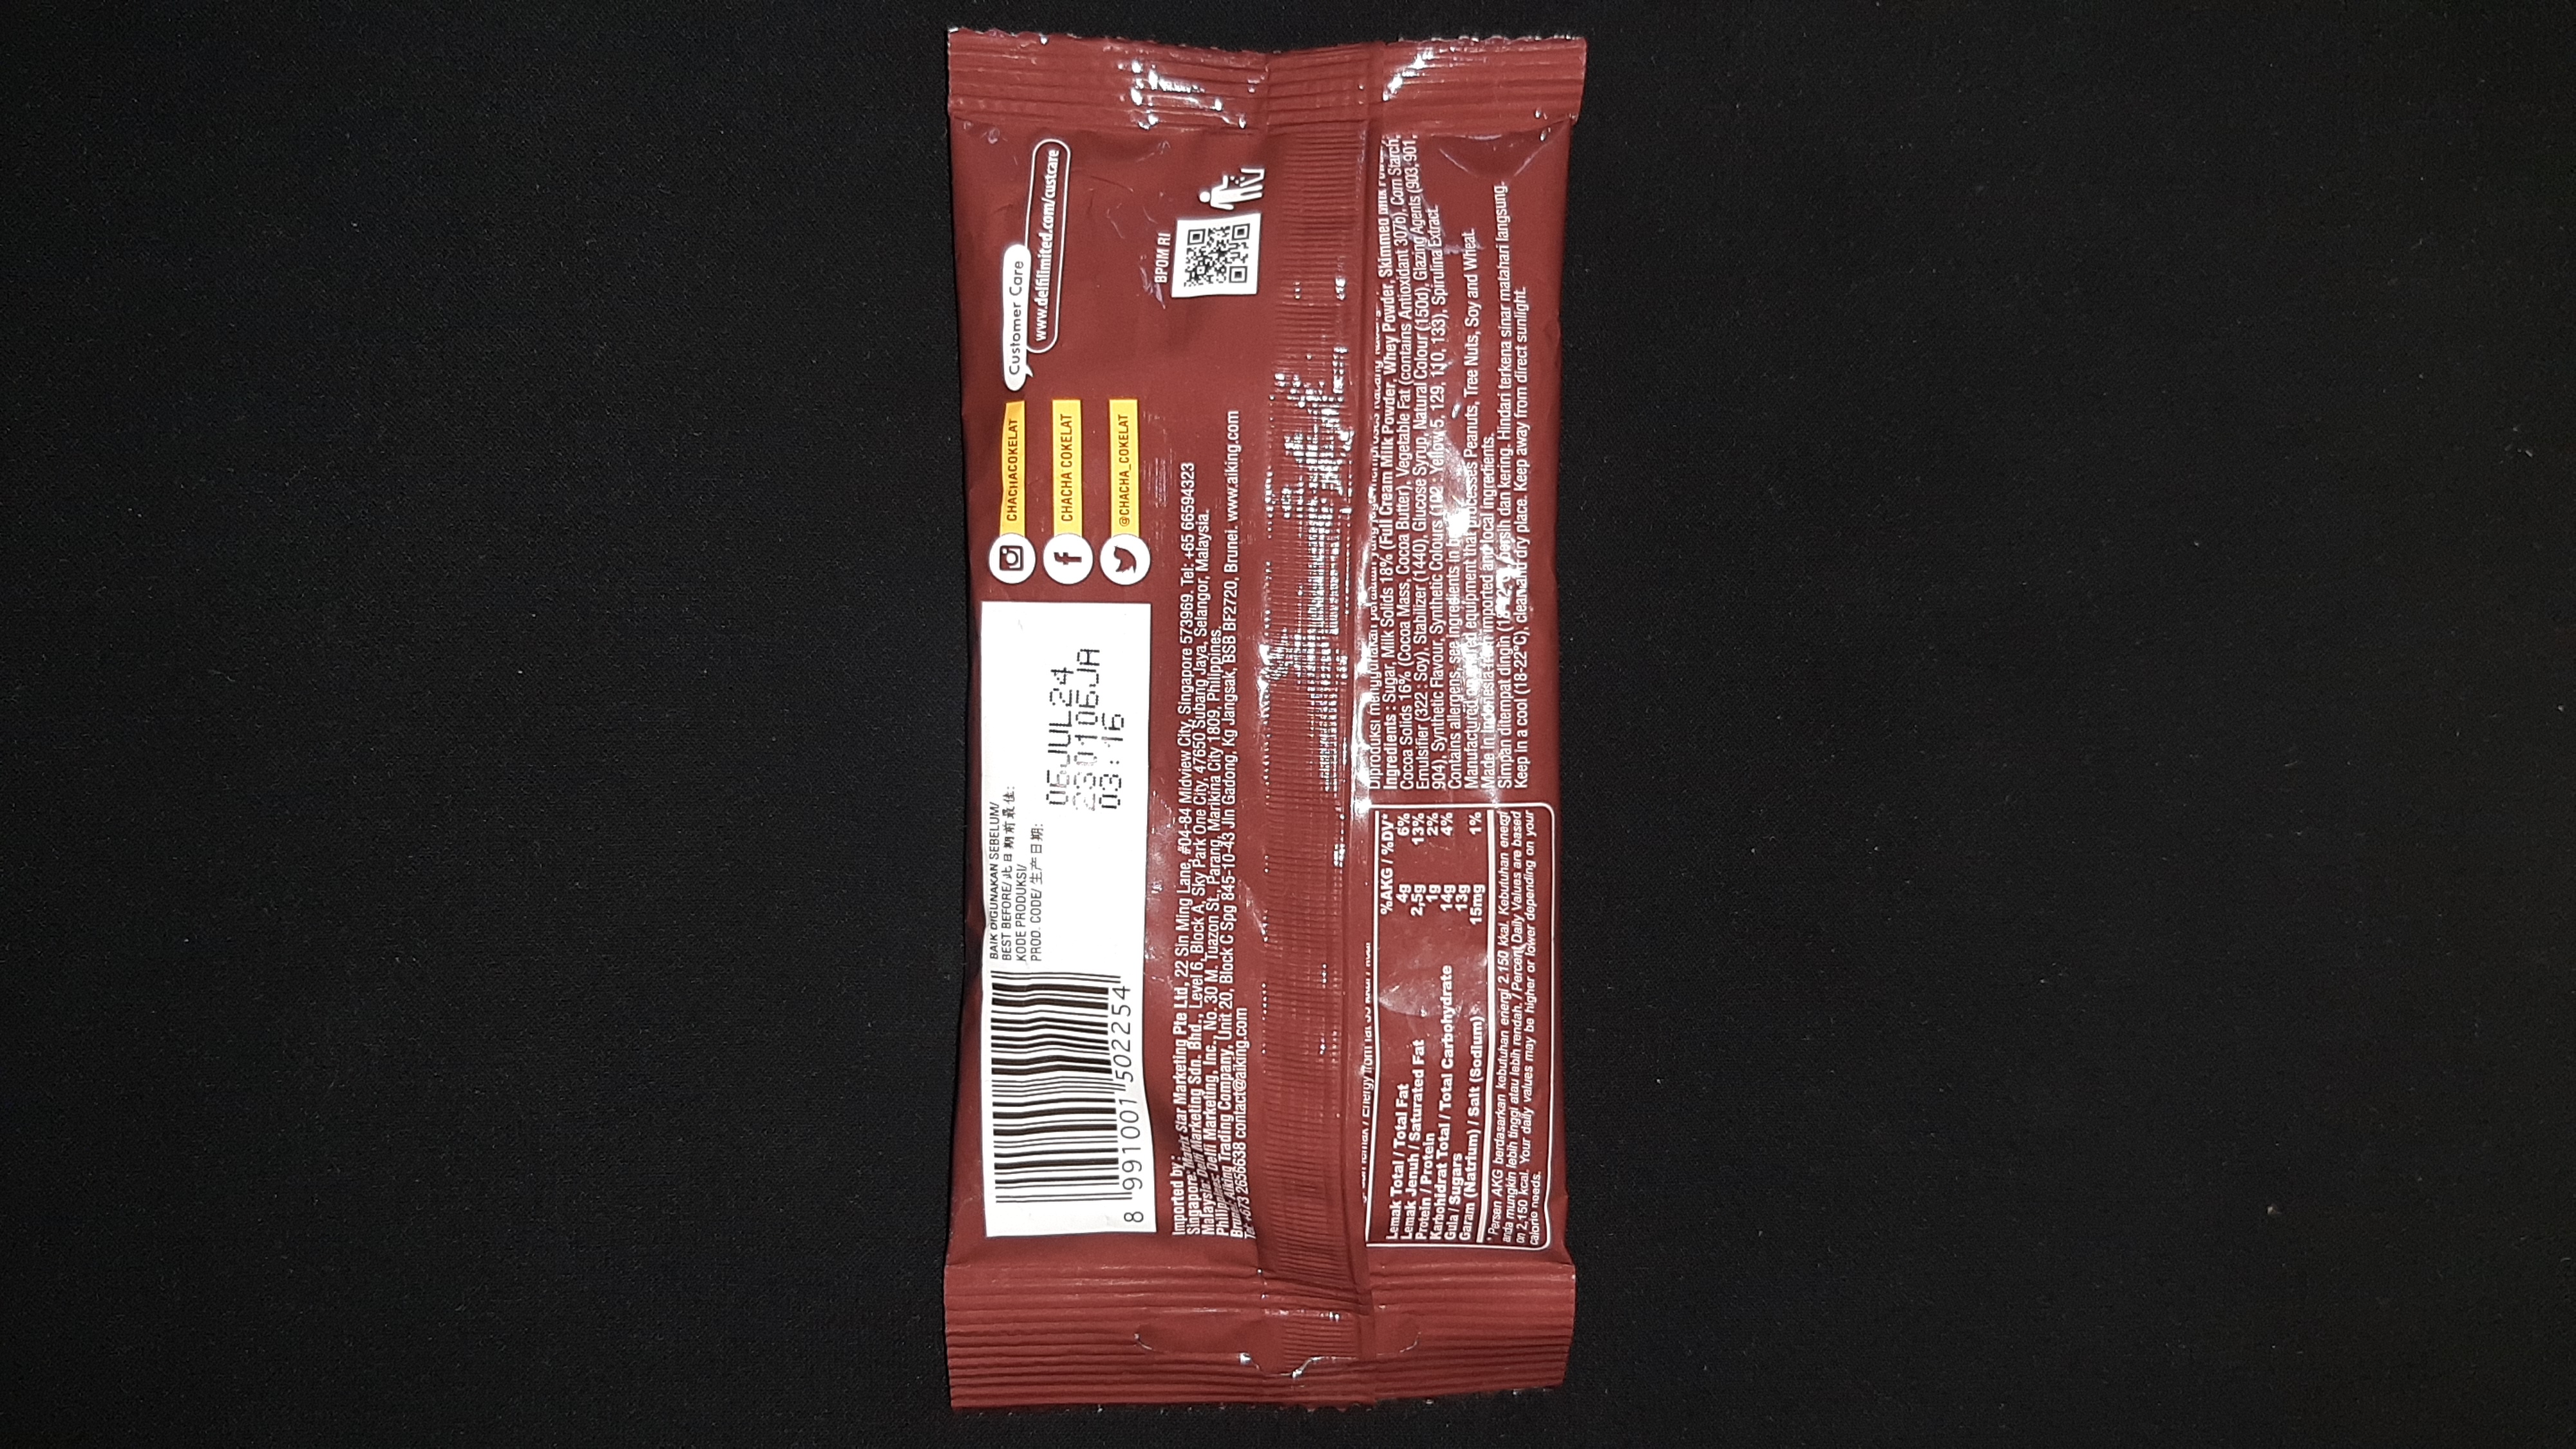 BAIK DIGUNAKAN SEBELUM/
BEST BEFORE/ 此日期前最佳:
KODE PRODUKSI/
PROD. CODE/ 生产日期:
06JUL24
230106JA
03:16
8 991001 502254
CHACHACOKELAT
CHACHA COKELAT
@CHACHA_COKELAT
Customer Care
www.delfilimited.com/custcare
BPOM RI
Imported by:
Singapore: Matrix Star Marketing Pte Ltd, 22 Sin Ming Lane, #04-84 Midview City, Singapore 573969. Tel: +65 66594323
Malaysia: Delfi Marketing Sdn. Bhd., Level 6, Block A, Sky Park One City, 47650 Subang Jaya, Selangor, Malaysia.
Philippines: Delfi Marketing, Inc., No. 30 M. Tuazon St., Parang, Marikina City 1809, Philippines.
Brunei: Aiking Trading Company, Unit 20, Block C Spg 845-10-43 Jln Gadong, Kg Jangsak, BSB BF2720, Brunei. www.aiking.com
Tel: +673 2656638 contact@aiking.com
/ Energy from fat
%AKG / %DV*
Lemak Total / Total Fat 4g 6%
Lemak Jenuh / Saturated Fat 2,5g 13%
Protein / Protein 1g 2%
Karbohidrat Total / Total Carbohydrate 14g 4%
Gula / Sugars 13g
Garam (Natrium) / Salt (Sodium) 15mg 1%
*Persen AKG berdasarkan kebutuhan energi 2.150 kkal. Kebutuhan energi
anda mungkin lebih tinggi atau lebih rendah. / Percent Daily Values are based
on 2,150 kcal. Your daily values may be higher or lower depending on your
calorie needs.
Diproduksi menggunakan peralatan yang juga memproses Kacang
Ingredients : Sugar, Milk Solids 18% (Full Cream Milk Powder, Whey Powder, Skimmed Milk
Cocoa Solids 16% (Cocoa Mass, Cocoa Butter), Vegetable Fat (contains Antioxidant 307b), Corn Starch,
Emulsifier (322 : Soy), Stabilizer (1440), Glucose Syrup, Natural Colour (150d), Glazing Agents (903, 901,
904), Synthetic Flavour, Synthetic Colours (102 : Yellow 5, 129, 110, 133), Spirulina Extract.
Contains allergens, see ingredients in
Manufactured on shared equipment that processes Peanuts, Tree Nuts, Soy and Wheat.
Made in Indonesia from imported and local ingredients.
Simpan ditempat dingin bersih dan kering. Hindari terkena sinar matahari langsung.
Keep in a cool (18-22°C), clean and dry place. Keep away from direct sunlight.